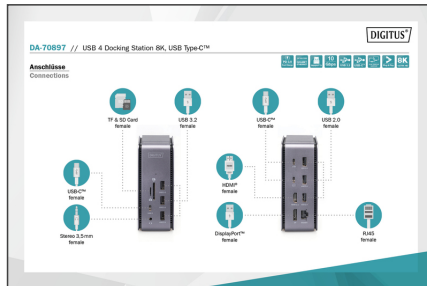 DIGITUS®
DA-70897 // USB 4 Docking Station 8K, USB Type-C™
Anschlüsse
Connections
10
Gbps
8K
TF & SD Card
female
USB 3.2
female
USB-C™
female
USB 2.0
female
USB-C™
female
HDMI®
female
Stereo 3.5mm
female
DisplayPort™
female
RJ45
female